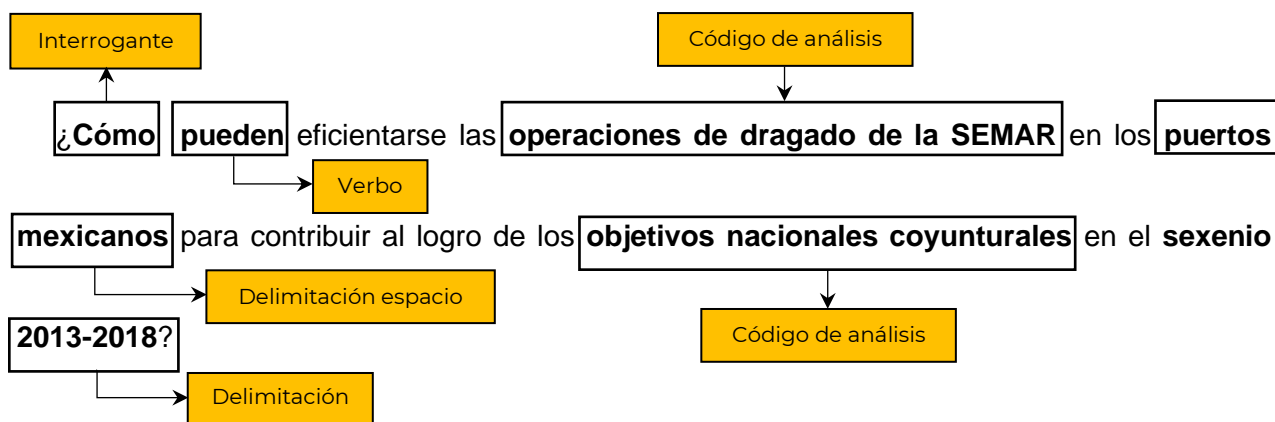 Interrogante
Código de análisis
¿Cómo pueden eficientarse las operaciones de dragado de la SEMAR en los puertos
Verbo
mexicanos para contribuir al logro de los objetivos nacionales coyunturales en el sexenio
Delimitación espacio
Código de análisis
2013-2018?
Delimitación